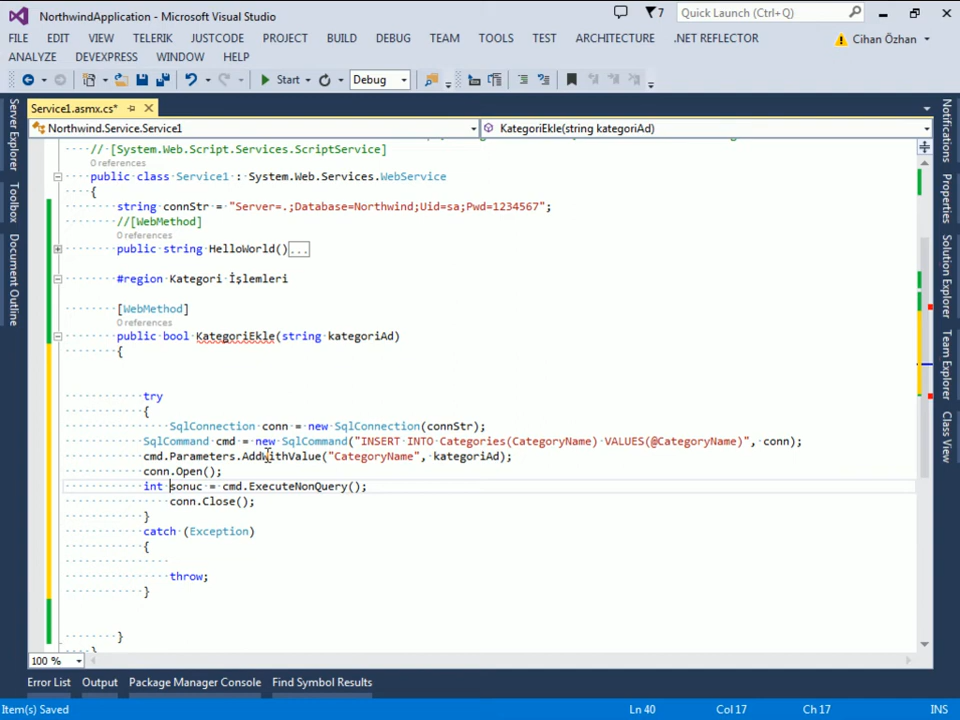 NorthwindApplication - Microsoft Visual Studio
7
Quick Launch (Ctrl+Q)
FILE EDIT VIEW TELERIK JUSTCODE PROJECT BUILD DEBUG TEAM TOOLS TEST ARCHITECTURE .NET REFLECTOR
Cihan Özhan
ANALYZE DEVEXPRESS WINDOW HELP
Start
Debug
Service1.asmx.cs*
Northwind.Service.Service1
KategoriEkle(string kategoriAd)
Server Explorer
Toolbox
Document Outline
// [System.Web.Script.Services.ScriptService]
0 references
public class Service1 : System.Web.Services.WebService
{
string connStr = "Server=.;Database=Northwind;Uid=sa;Pwd=1234567";
//[WebMethod]
public string HelloWorld()...
#region Kategori İşlemleri
[WebMethod]
0 references
public bool KategoriEkle(string kategoriAd)
{
try
{
SqlConnection conn = new SqlConnection(connStr);
SqlCommand cmd = new SqlCommand("INSERT INTO Categories(CategoryName) VALUES(@CategoryName)", conn);
cmd.Parameters.AddWithValue("CategoryName", kategoriAd);
conn.Open();
int sonuc = cmd.ExecuteNonQuery();
conn.Close();
}
catch (Exception)
{
throw;
}
}
Notifications
Properties
Solution Explorer
Team Explorer
Class View
100 %
Error List Output Package Manager Console Find Symbol Results
Item(s) Saved
Ln 40 Col 17 Ch 17 INS